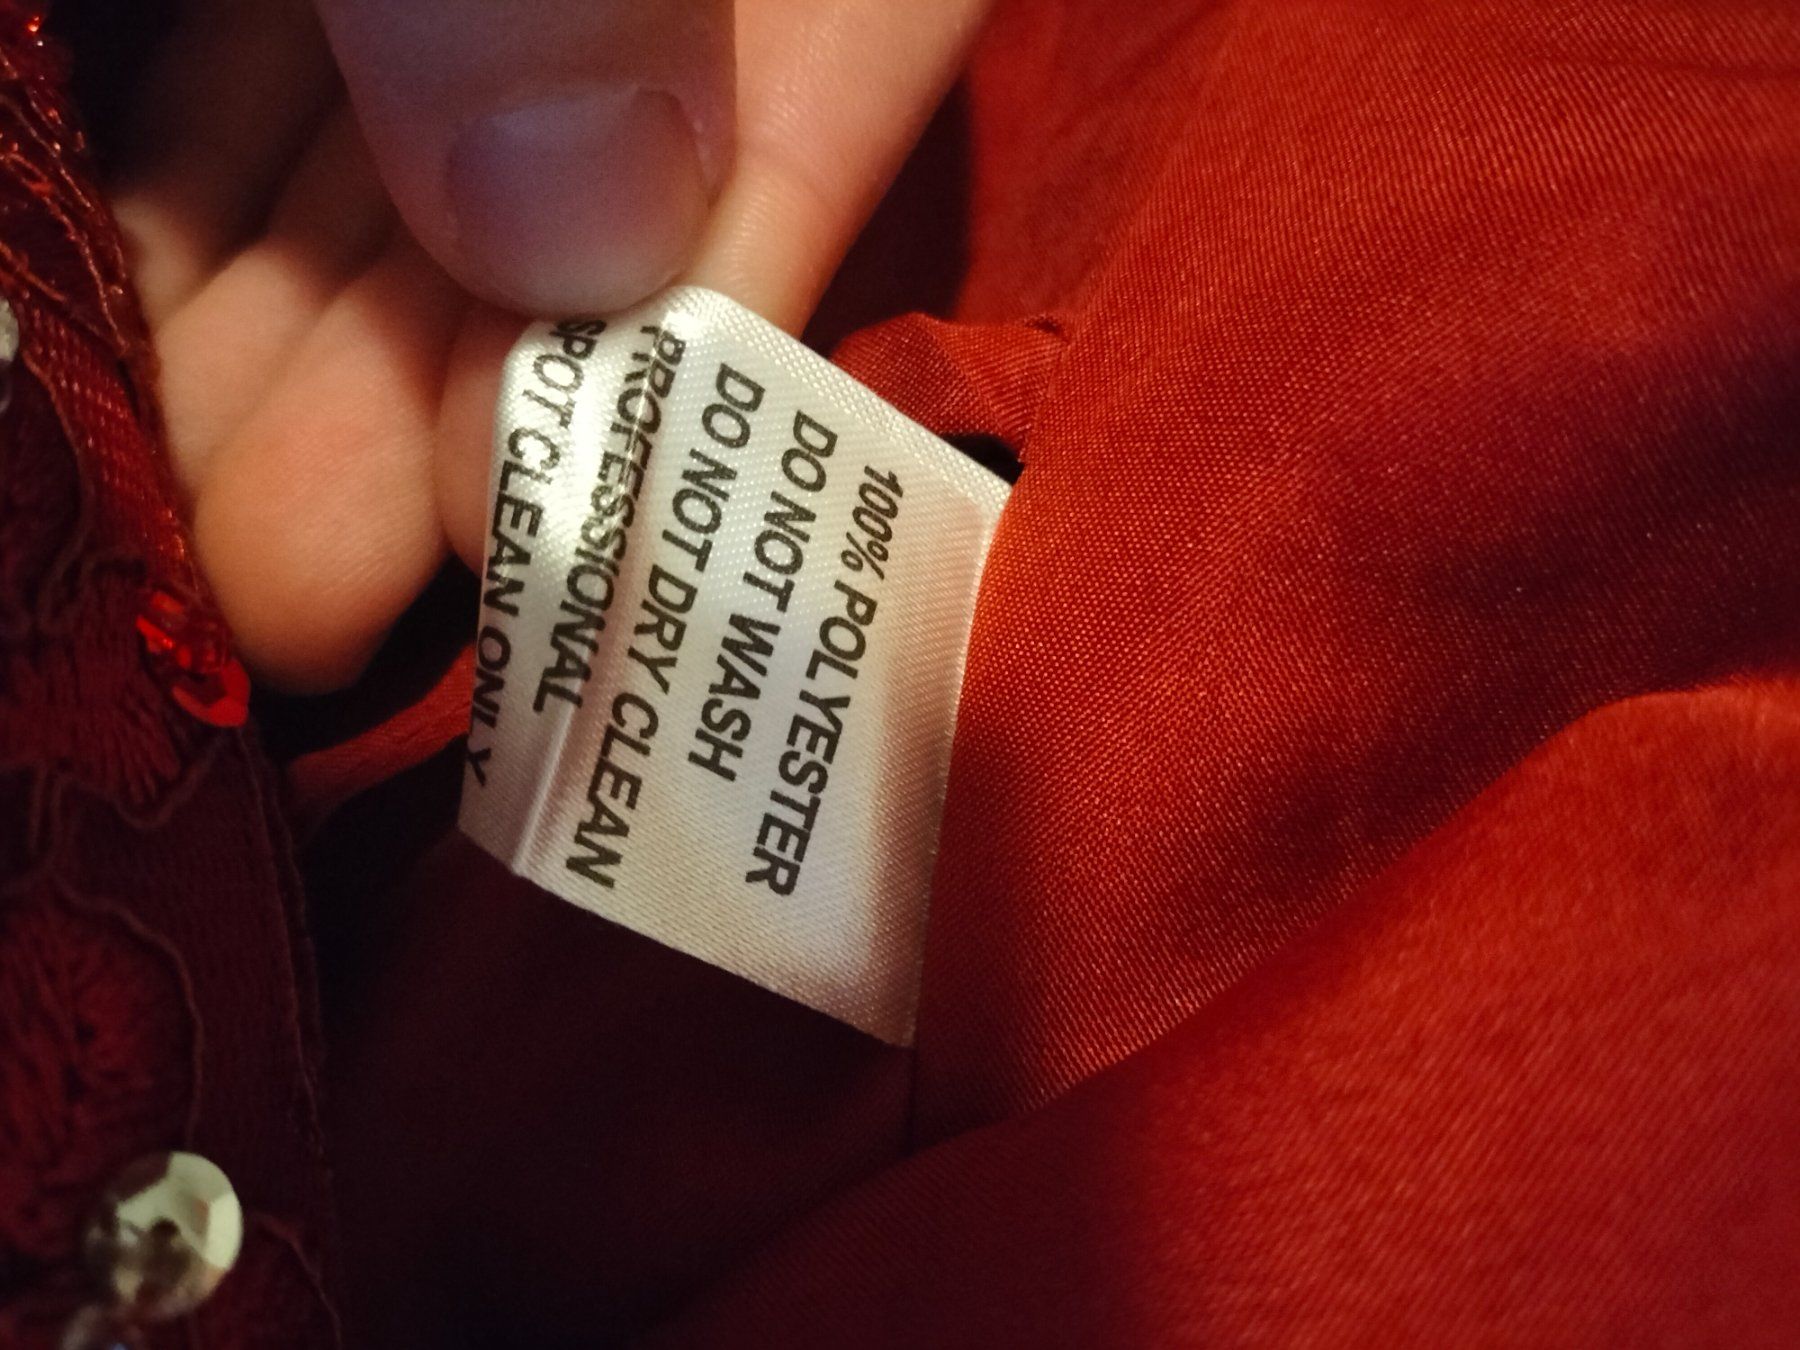 100% POLYESTER
DO NOT WASH
DO NOT DRY CLEAN
PROFESSIONAL
SPOT CLEAN ONLY